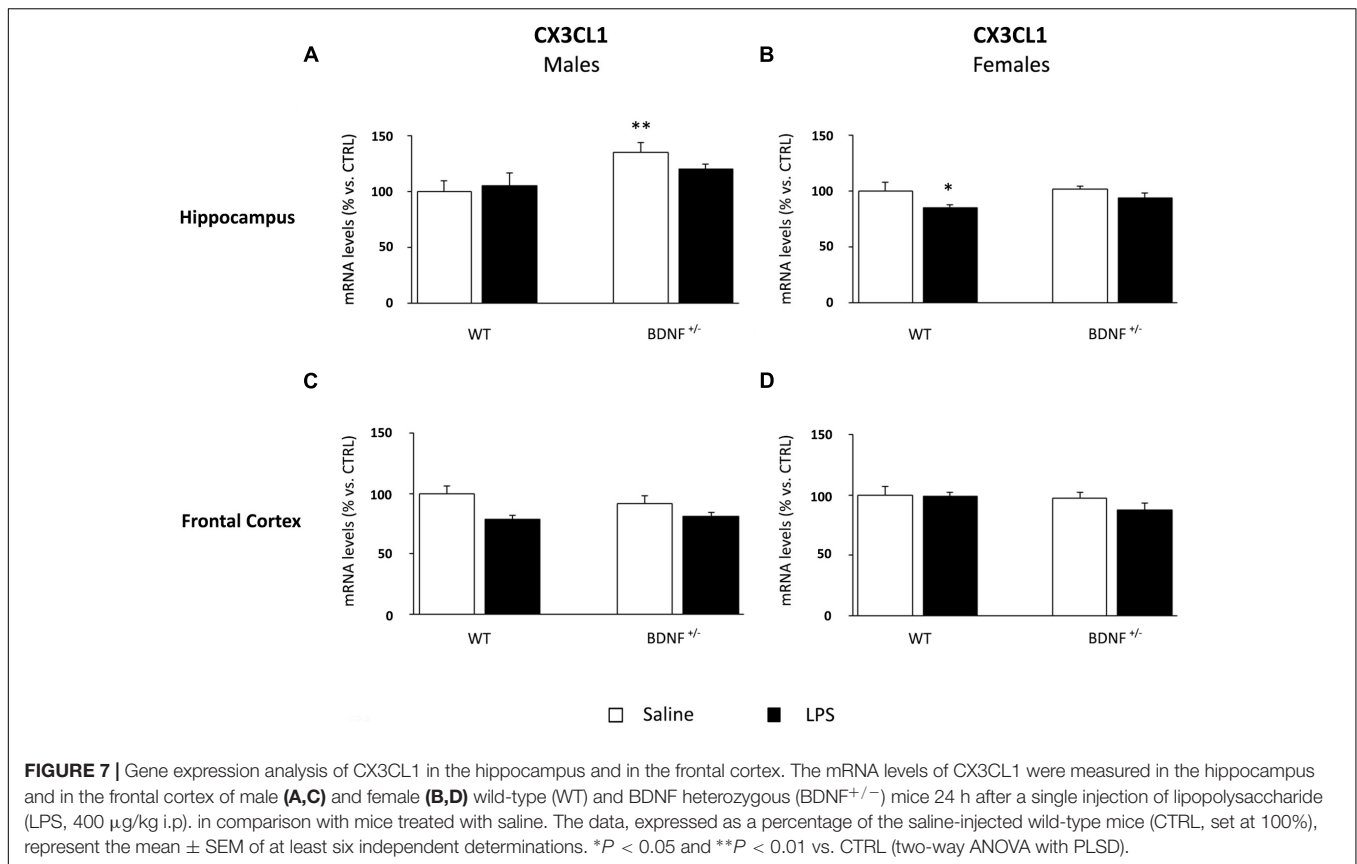 CX3CL1
Males
A
CX3CL1
Females
B
Hippocampus
mRNA levels (% vs. CTRL)
150
100
50
0
**
WT
BDNF +/-
mRNA levels (% vs. CTRL)
150
100
50
0
*
WT
BDNF +/-
C
D
Frontal Cortex
mRNA levels (% vs. CTRL)
150
100
50
0
WT
BDNF +/-
mRNA levels (% vs. CTRL)
150
100
50
0
WT
BDNF +/-
Saline
LPS
FIGURE 7 | Gene expression analysis of CX3CL1 in the hippocampus and in the frontal cortex. The mRNA levels of CX3CL1 were measured in the hippocampus
and in the frontal cortex of male (A,C) and female (B,D) wild-type (WT) and BDNF heterozygous (BDNF+/−) mice 24 h after a single injection of lipopolysaccharide
(LPS, 400 μg/kg i.p). in comparison with mice treated with saline. The data, expressed as a percentage of the saline-injected wild-type mice (CTRL, set at 100%),
represent the mean ± SEM of at least six independent determinations. *P < 0.05 and **P < 0.01 vs. CTRL (two-way ANOVA with PLSD).